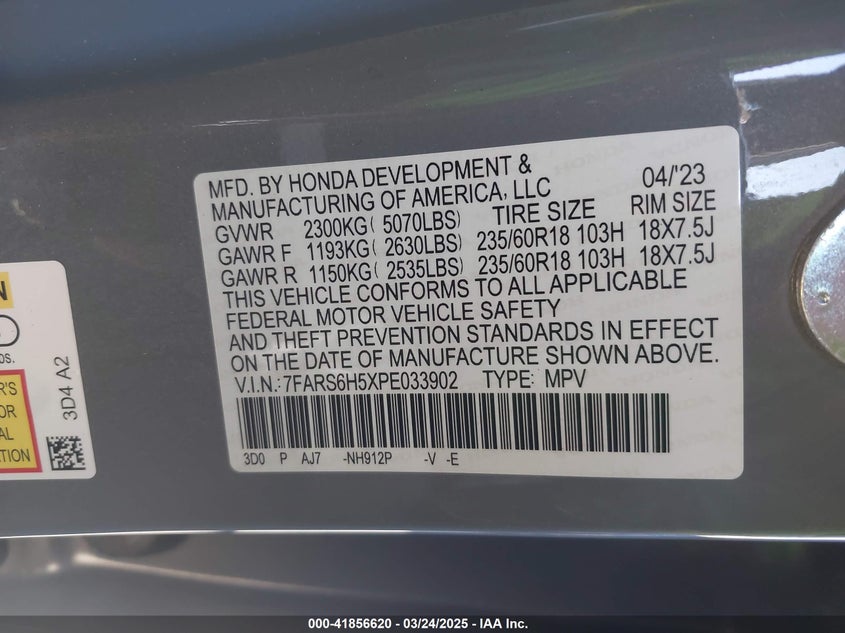 MFD. BY HONDA DEVELOPMENT &
MANUFACTURING OF AMERICA, LLC 04/'23
GVWR 2300KG( 5070LBS) TIRE SIZE RIM SIZE
GAWR F 1193KG( 2630LBS) 235/60R18 103H 18X7.5J
GAWR R 1150KG( 2535LBS) 235/60R18 103H 18X7.5J
THIS VEHICLE CONFORMS TO ALL APPLICABLE
FEDERAL MOTOR VEHICLE SAFETY
AND THEFT PREVENTION STANDARDS IN EFFECT
ON THE DATE OF MANUFACTURE SHOWN ABOVE.
V.I.N.:7FARS6H5XPE033902 TYPE: MPV
3D0 P AJ7 -NH912P -V -E
3D4 A2
000-41856620 | 03/24/2025 | IAA Inc.